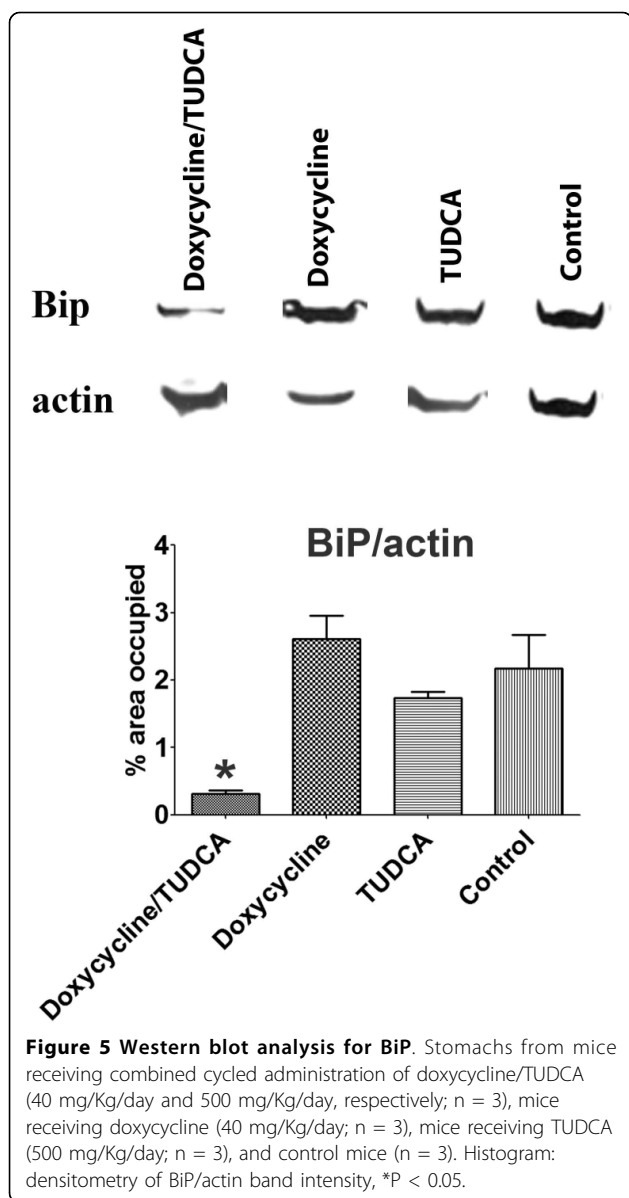 Doxycycline/TUDCA
Doxycycline
TUDCA
Control
Bip
actin
BiP/actin
% area occupied
4
3
2
1
0
*
Doxycycline/TUDCA
Doxycycline
TUDCA
Control
Figure 5 Western blot analysis for BiP. Stomachs from mice
receiving combined cycled administration of doxycycline/TUDCA
(40 mg/Kg/day and 500 mg/Kg/day, respectively; n = 3), mice
receiving doxycycline (40 mg/Kg/day; n = 3), mice receiving TUDCA
(500 mg/Kg/day; n = 3), and control mice (n = 3). Histogram:
densitometry of BiP/actin band intensity, *P < 0.05.